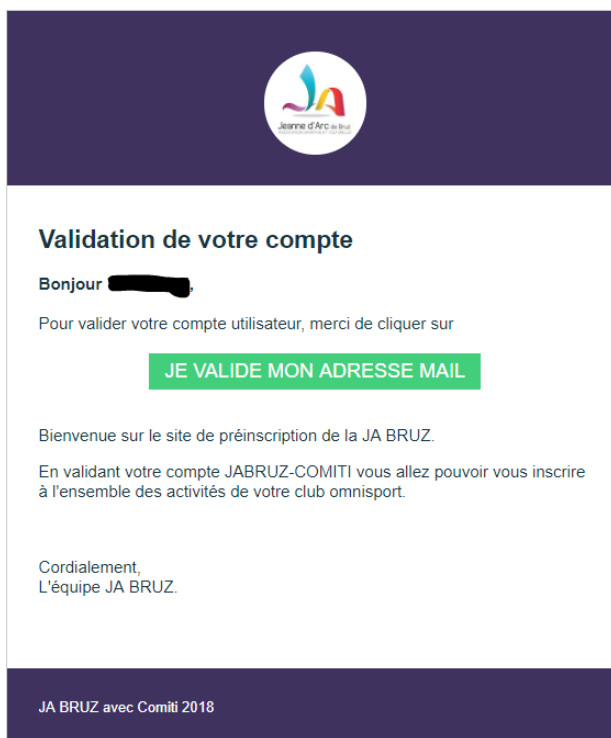 JA
Jeanne d'Arc de Bruz
Validation de votre compte
Bonjour ,
Pour valider votre compte utilisateur, merci de cliquer sur
JE VALIDE MON ADRESSE MAIL
Bienvenue sur le site de préinscription de la JA BRUZ.
En validant votre compte JABRUZ-COMITI vous allez pouvoir vous inscrire
à l'ensemble des activités de votre club omnisport.
Cordialement,
L'équipe JA BRUZ.
JA BRUZ avec Comiti 2018